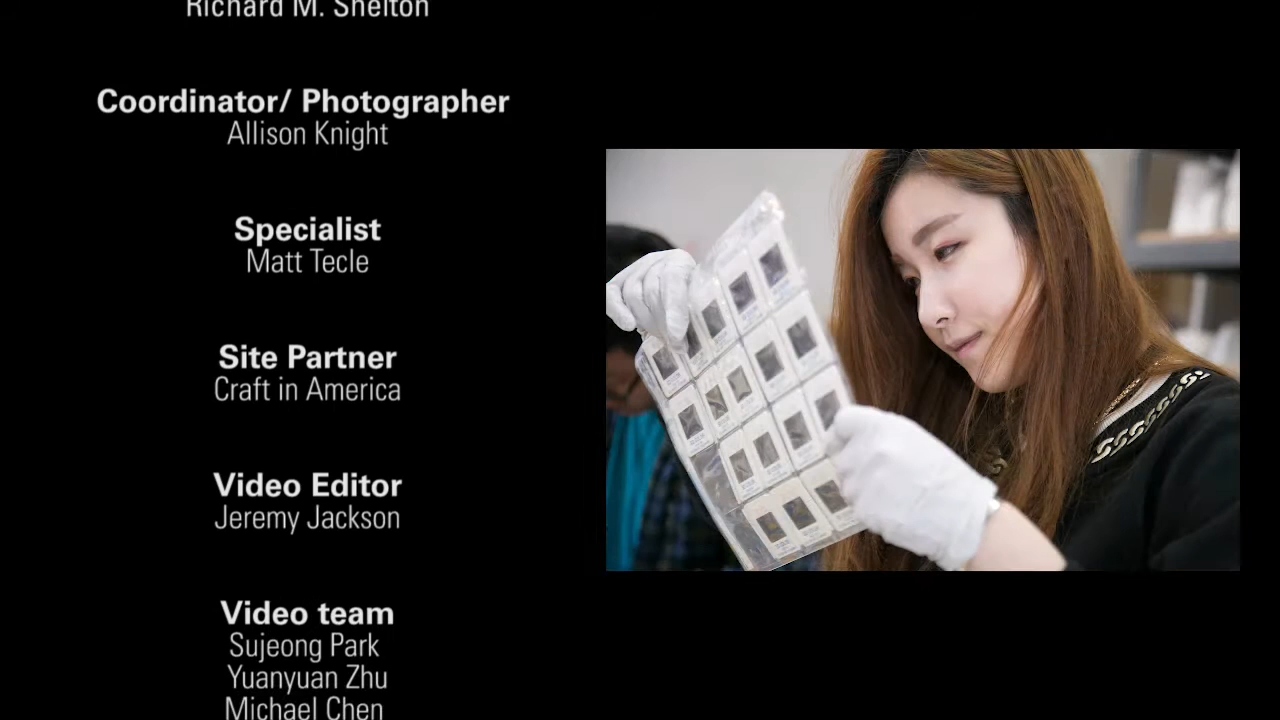 Richard M. Shelton
Coordinator/ Photographer
Allison Knight
Specialist
Matt Tecle
Site Partner
Craft in America
Video Editor
Jeremy Jackson
Video team
Sujeong Park
Yuanyuan Zhu
Michael Chen